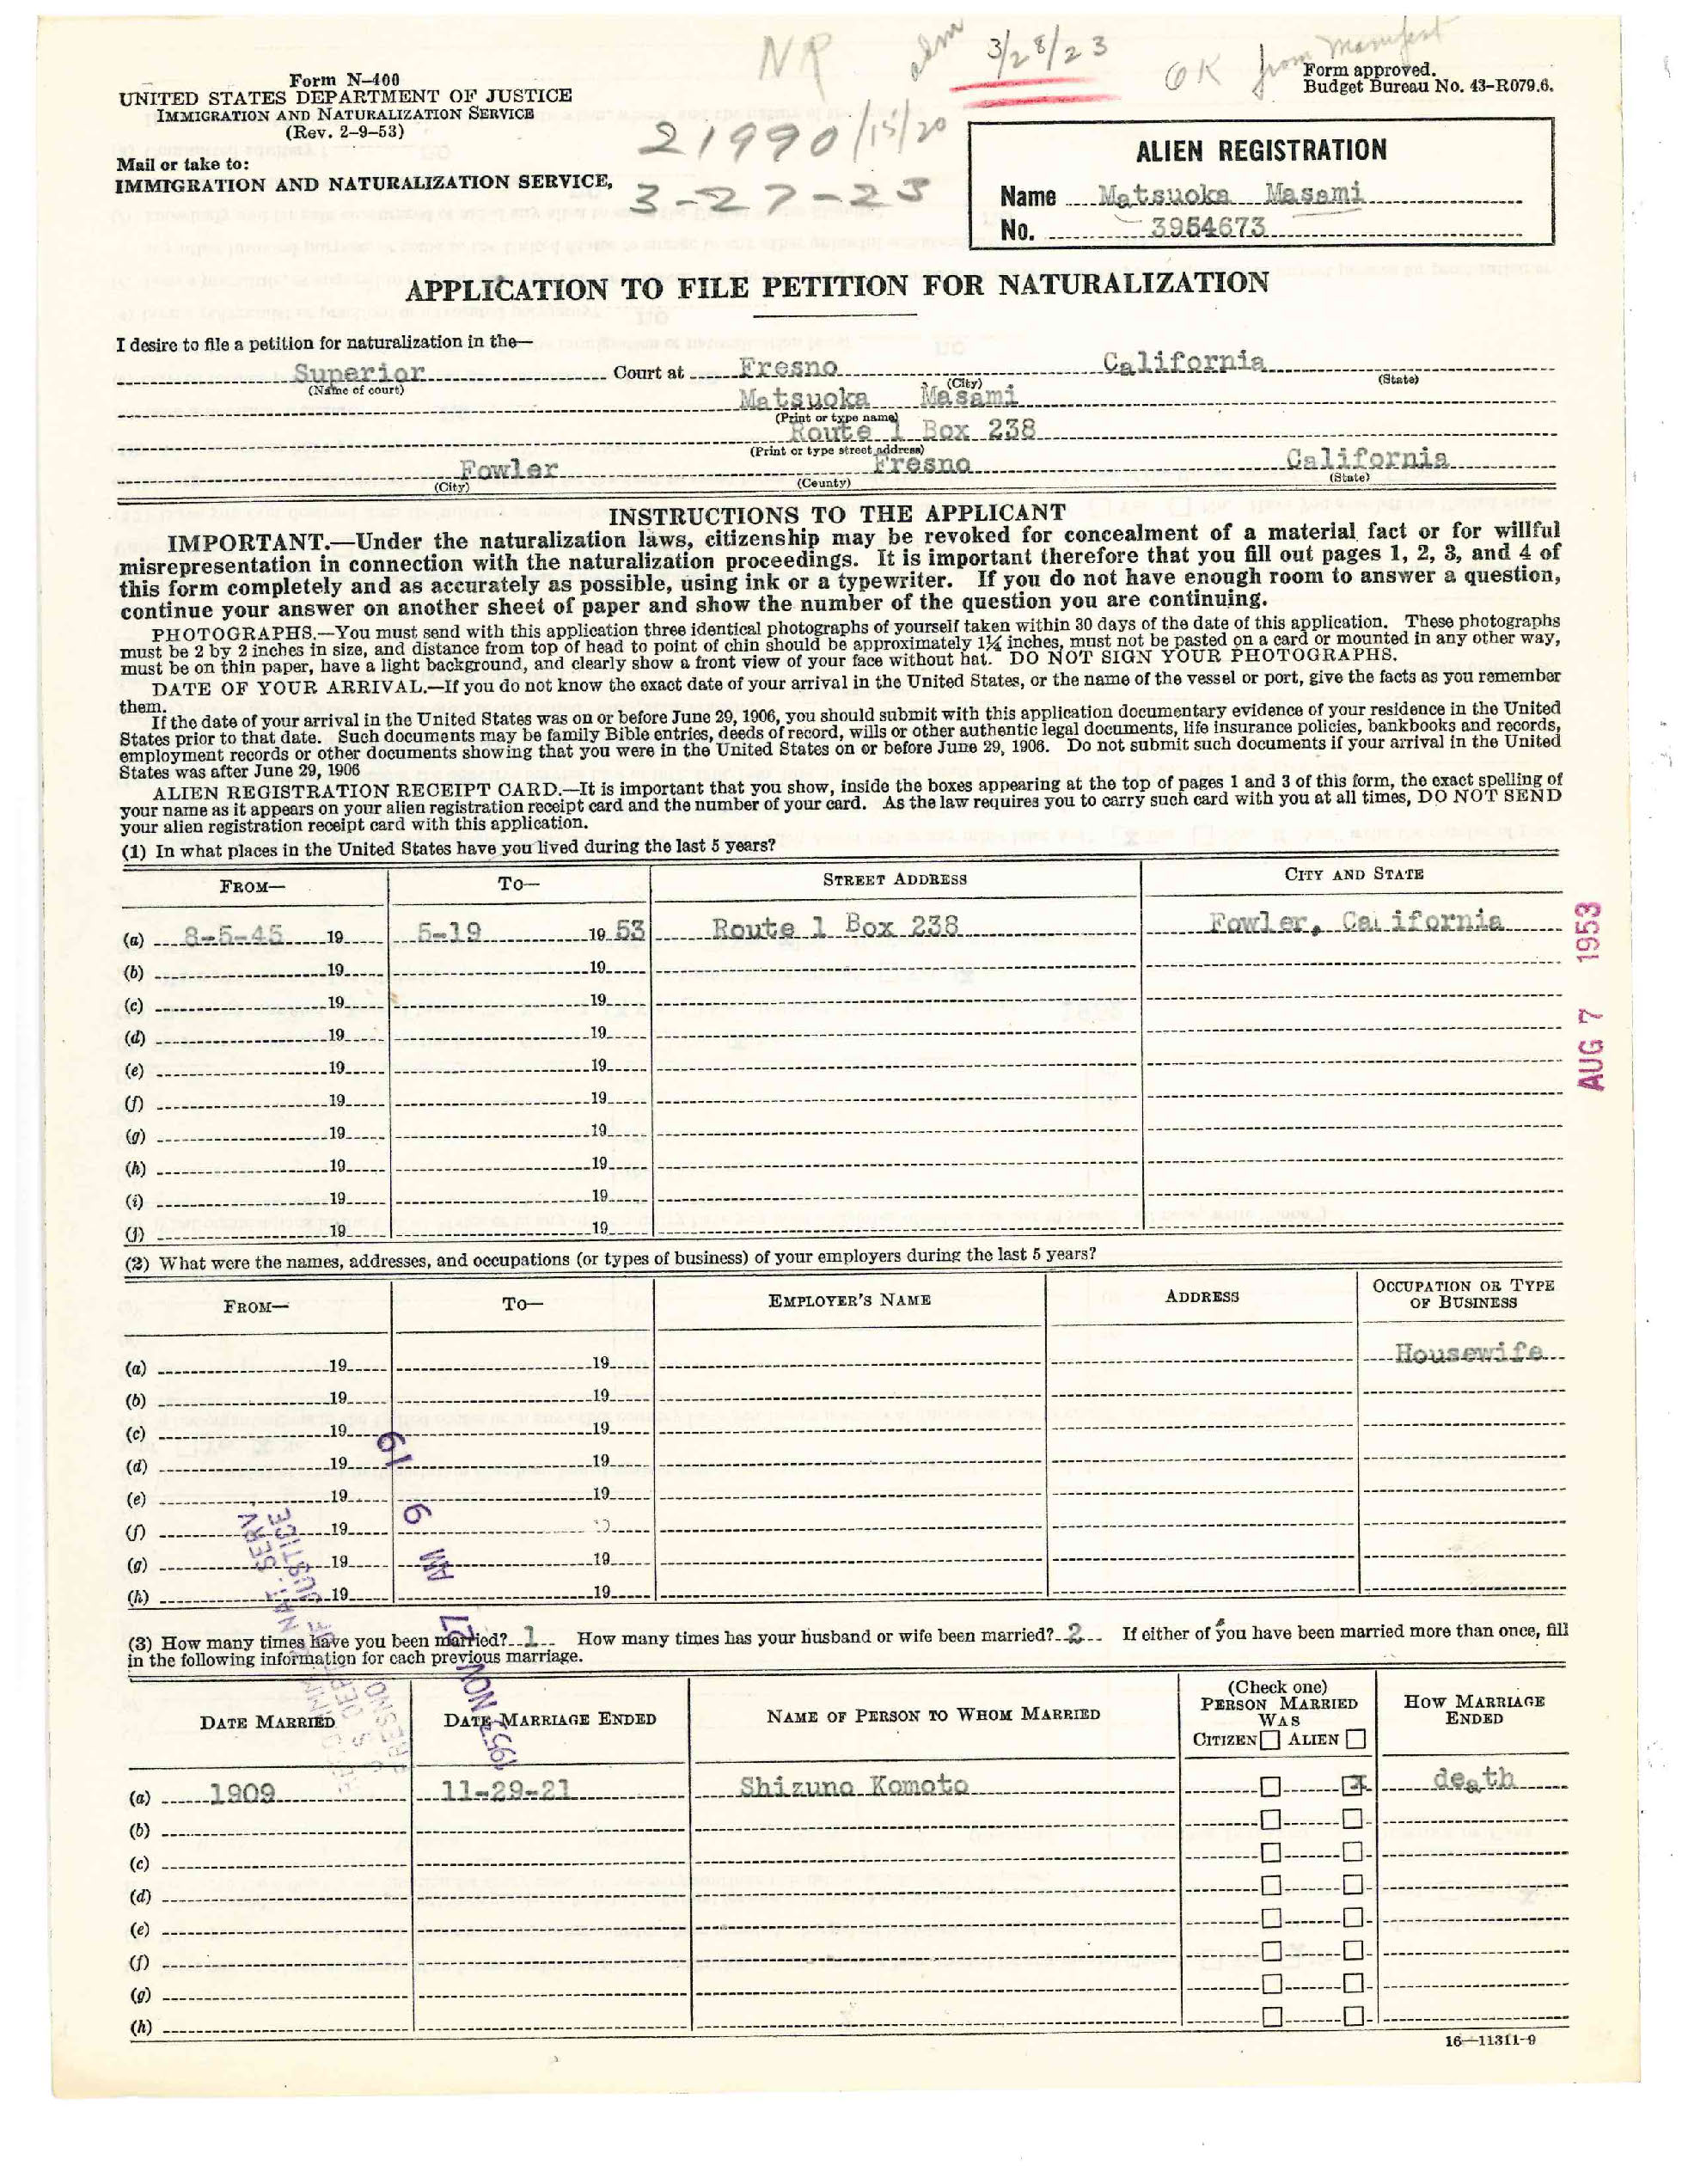 NR
3/28/23
OK from Manifest
Form N-400
UNITED STATES DEPARTMENT OF JUSTICE
IMMIGRATION AND NATURALIZATION SERVICE
(Rev. 2-9-53)
Form approved.
Budget Bureau No. 43-R079.6.
21990/15/20
Mail or take to:
IMMIGRATION AND NATURALIZATION SERVICE,
3-27-23
ALIEN REGISTRATION
Name Matsuoka Masami
No. 3954673
APPLICATION TO FILE PETITION FOR NATURALIZATION
I desire to file a petition for naturalization in the—
Superior Court at Fresno California
(Name of court) (City) (State)
Matsuoka Masami
(Print or type name)
Route 1 Box 238
(Print or type street address)
Fowler Fresno California
(City) (County) (State)
INSTRUCTIONS TO THE APPLICANT
IMPORTANT.—Under the naturalization laws, citizenship may be revoked for concealment of a material fact or for willful
misrepresentation in connection with the naturalization proceedings. It is important therefore that you fill out pages 1, 2, 3, and 4 of
this form completely and as accurately as possible, using ink or a typewriter. If you do not have enough room to answer a question,
continue your answer on another sheet of paper and show the number of the question you are continuing.
PHOTOGRAPHS.—You must send with this application three identical photographs of yourself taken within 30 days of the date of this application. These photographs
must be 2 by 2 inches in size, and distance from top of head to point of chin should be approximately 1¼ inches, must not be pasted on a card or mounted in any other way,
must be on thin paper, have a light background, and clearly show a front view of your face without hat. DO NOT SIGN YOUR PHOTOGRAPHS.
DATE OF YOUR ARRIVAL.—If you do not know the exact date of your arrival in the United States, or the name of the vessel or port, give the facts as you remember
them.
If the date of your arrival in the United States was on or before June 29, 1906, you should submit with this application documentary evidence of your residence in the United
States prior to that date. Such documents may be family Bible entries, deeds of record, wills or other authentic legal documents, life insurance policies, bankbooks and records,
employment records or other documents showing that you were in the United States on or before June 29, 1906. Do not submit such documents if your arrival in the United
States was after June 29, 1906
ALIEN REGISTRATION RECEIPT CARD.—It is important that you show, inside the boxes appearing at the top of pages 1 and 3 of this form, the exact spelling of
your name as it appears on your alien registration receipt card and the number of your card. As the law requires you to carry such card with you at all times, DO NOT SEND
your alien registration receipt card with this application.
(1) In what places in the United States have you lived during the last 5 years?
FROM— TO— STREET ADDRESS CITY AND STATE
(a) 8-5-45 19 5-19 19 53 Route 1 Box 238 Fowler, California
(b) 19 19
(c) 19 19
(d) 19 19
(e) 19 19
(f) 19 19
(g) 19 19
(h) 19 19
(i) 19 19
(j) 19 19
AUG 7 1953
(2) What were the names, addresses, and occupations (or types of business) of your employers during the last 5 years?
FROM— TO— EMPLOYER'S NAME ADDRESS OCCUPATION OR TYPE
OF BUSINESS
(a) 19 19 Housewife
(b) 19 19
(c) 19 19
(d) 19 19
(e) 19 19
(f) 19
(g) 19 19
(h) 19 19
(3) How many times have you been married? 1 How many times has your husband or wife been married? 2 If either of you have been married more than once, fill
in the following information for each previous marriage.
DATE MARRIED DATE MARRIAGE ENDED NAME OF PERSON TO WHOM MARRIED (Check one)
PERSON MARRIED
WAS
CITIZEN ALIEN HOW MARRIAGE
ENDED
(a) 1909 11-29-21 Shizuno Komoto X death
(b)
(c)
(d)
(e)
(f)
(g)
(h)
16—11311-9